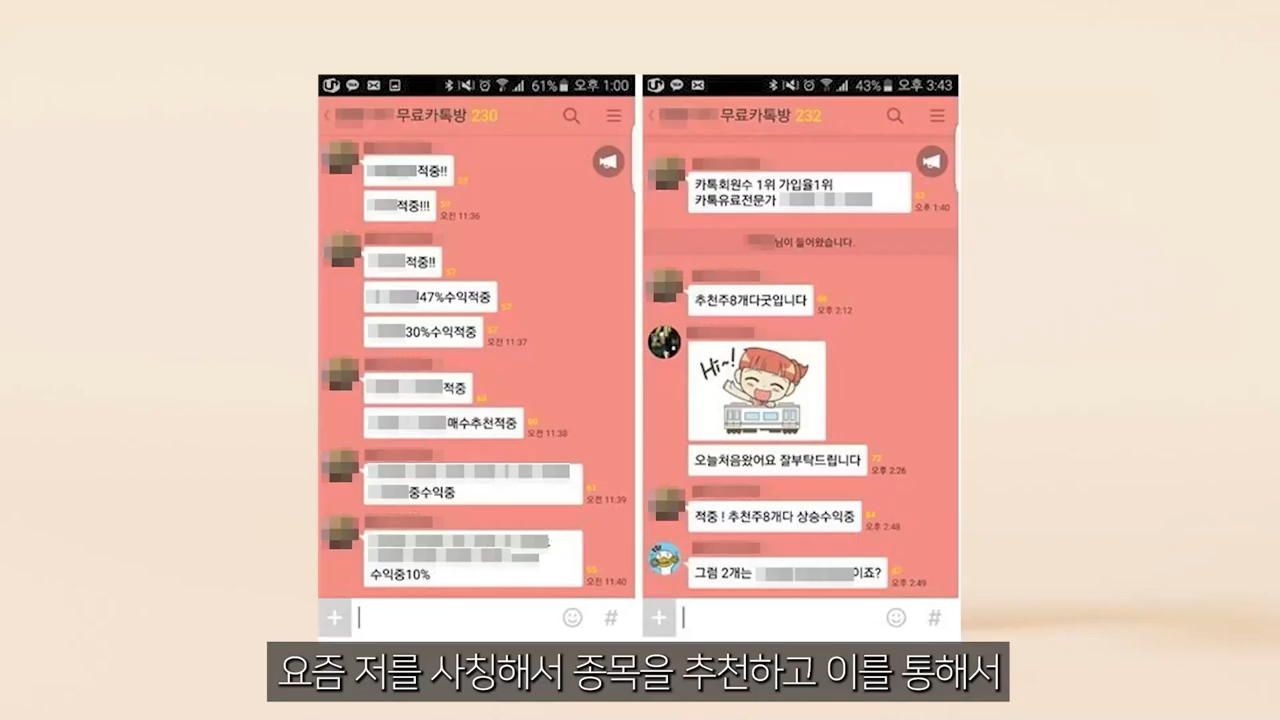 61% 오후 1:00
무료카톡방 230
적중!!
적중!!!
오전 11:36
적중!!
57
!47%수익적중
57
30%수익적중
57
오전 11:37
적중
매수추천적중
오전 11:38
중수익중
61
오전 11:39
수익중10%
오전 11:40
+ #
43% 오후 3:43
무료카톡방 232
카톡회원수 1위 가입율1위
카톡유료전문가
오후 1:40
님이 들어왔습니다.
추천주8개다굿입니다
오후 2:12
Hi~!
오늘처음왔어요 잘부탁드립니다
72
오후 2:26
적중 ! 추천주8개다 상승수익중
오후 2:48
그럼 2개는 이죠?
오후 2:49
+ #
요즘 저를 사칭해서 종목을 추천하고 이를 통해서